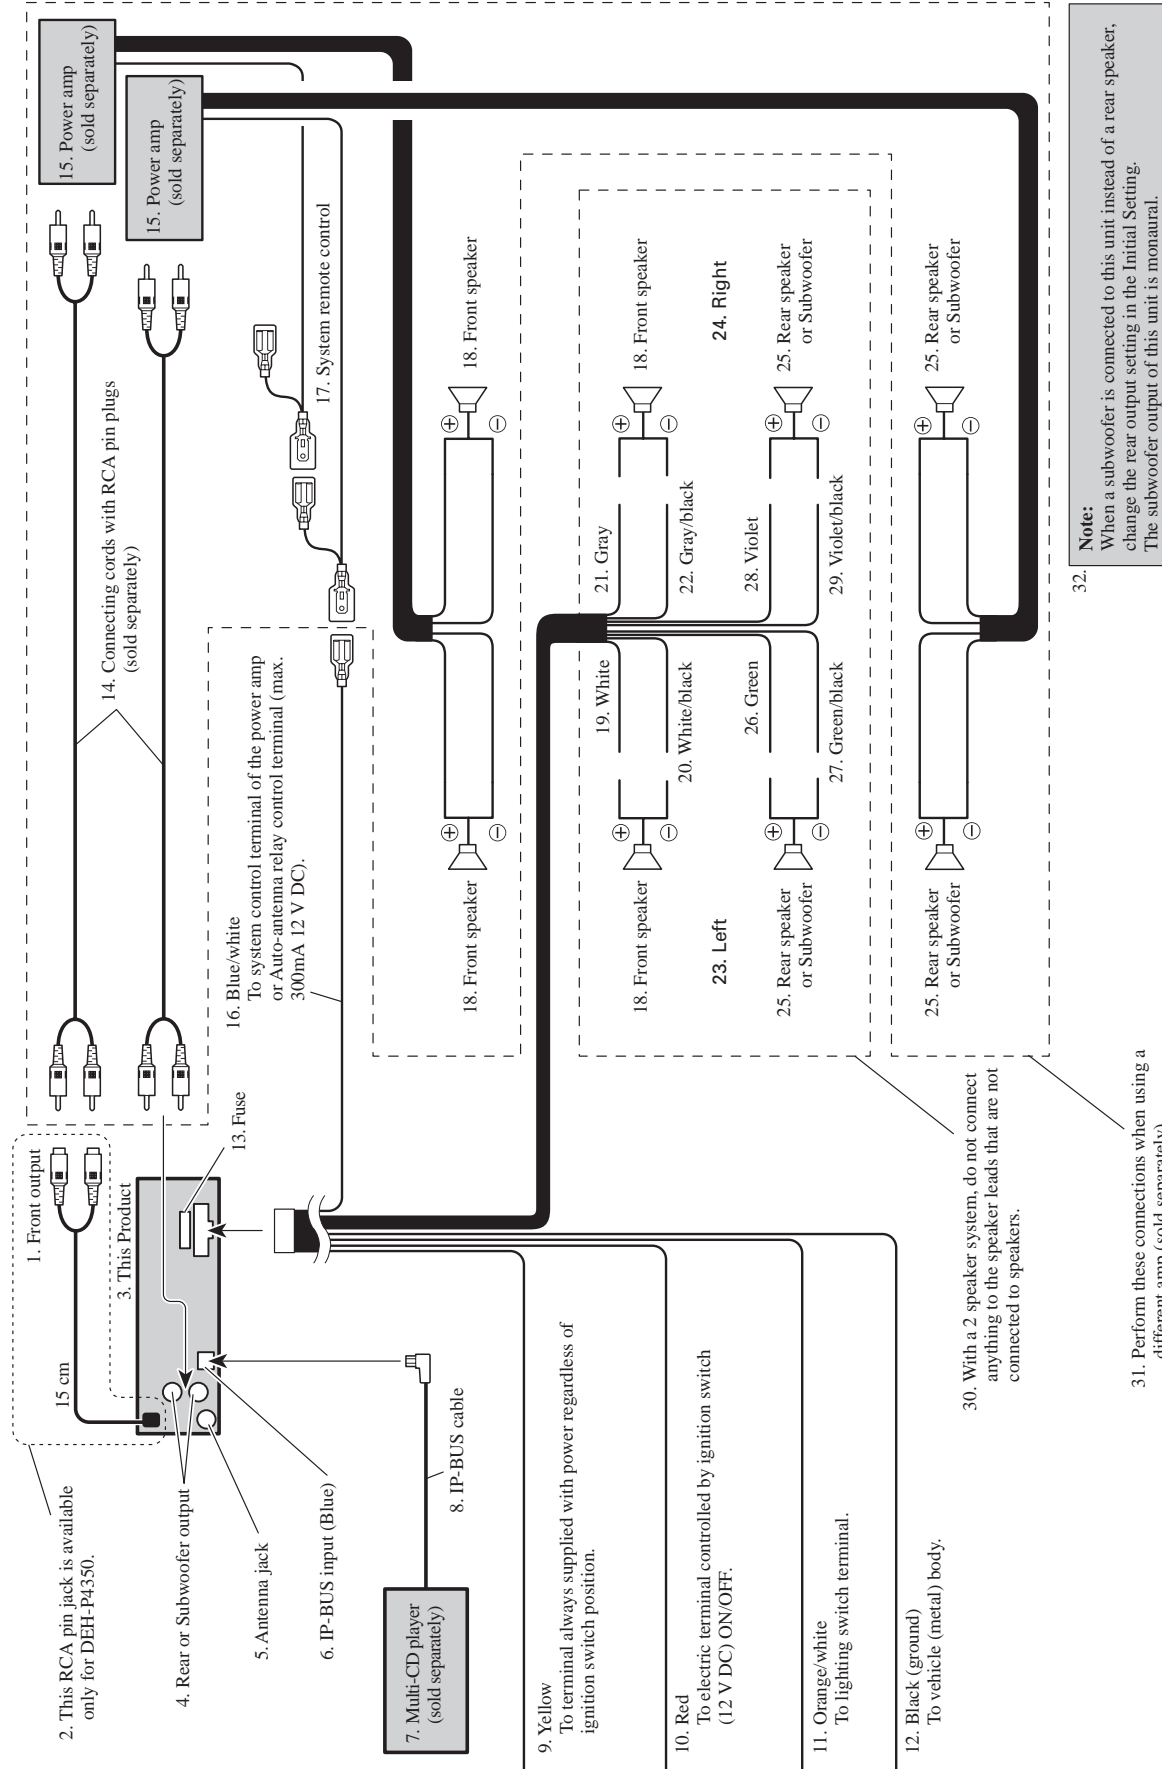 1. Front output
15 cm
2. This RCA pin jack is available
only for DEH-P4350.
3. This Product
4. Rear or Subwoofer output
5. Antenna jack
6. IP-BUS input (Blue)
7. Multi-CD player
(sold separately)
8. IP-BUS cable
9. Yellow
To terminal always supplied with power regardless of
ignition switch position.
10. Red
To electric terminal controlled by ignition switch
(12 V DC) ON/OFF.
11. Orange/white
To lighting switch terminal.
12. Black (ground)
To vehicle (metal) body.
13. Fuse
14. Connecting cords with RCA pin plugs
(sold separately)
15. Power amp
(sold separately)
15. Power amp
(sold separately)
16. Blue/white
To system control terminal of the power amp
or Auto-antenna relay control terminal (max.
300mA 12 V DC).
17. System remote control
18. Front speaker
18. Front speaker
⊕
⊖
⊕
⊖
18. Front speaker
18. Front speaker
⊕
⊖
⊕
⊖
19. White
20. White/black
21. Gray
22. Gray/black
23. Left
24. Right
25. Rear speaker
or Subwoofer
25. Rear speaker
or Subwoofer
⊕
⊖
⊕
⊖
26. Green
27. Green/black
28. Violet
29. Violet/black
25. Rear speaker
or Subwoofer
25. Rear speaker
or Subwoofer
⊕
⊖
⊕
⊖
30. With a 2 speaker system, do not connect
anything to the speaker leads that are not
connected to speakers.
31. Perform these connections when using a
different amp (sold separately)
32. Note:
When a subwoofer is connected to this unit instead of a rear speaker,
change the rear output setting in the Initial Setting.
The subwoofer output of this unit is monaural.